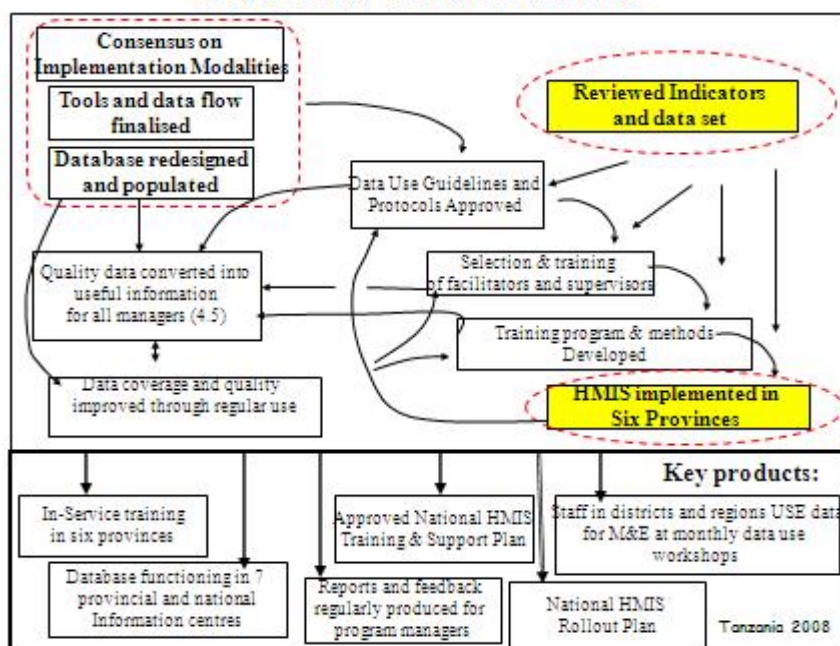 Consensus on
Implementation Modalities
Tools and data flow
finalised
Database redesigned
and populated
Reviewed Indicators
and data set
Data Use Guidelines and
Protocols Approved
Quality data converted into
useful information
for all managers (4.5)
Selection & training
of facilitators and supervisors
Training program & methods
Developed
Data coverage and quality
improved through regular use
HMIS implemented in
Six Provinces
Key products:
In-Service training
in six provinces
Approved National HMIS
Training & Support Plan
Staff in districts and regions USE data
for M&E at monthly data use
workshops
Database functioning in 7
provincial and national
Information centres
Reports and feedback
regularly produced for
program managers
National HMIS
Rollout Plan
Tanzania 2008